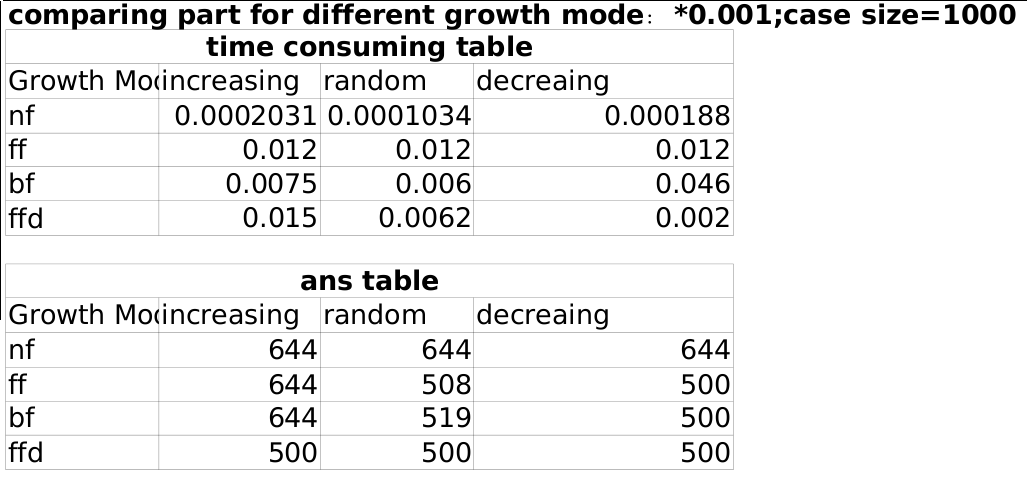 comparing part for different growth mode： *0.001;case size=1000
time consuming table
Growth Mo increasing random decreaing
nf 0.0002031 0.0001034 0.000188
ff 0.012 0.012 0.012
bf 0.0075 0.006 0.046
ffd 0.015 0.0062 0.002
ans table
Growth Mo increasing random decreaing
nf 644 644 644
ff 644 508 500
bf 644 519 500
ffd 500 500 500